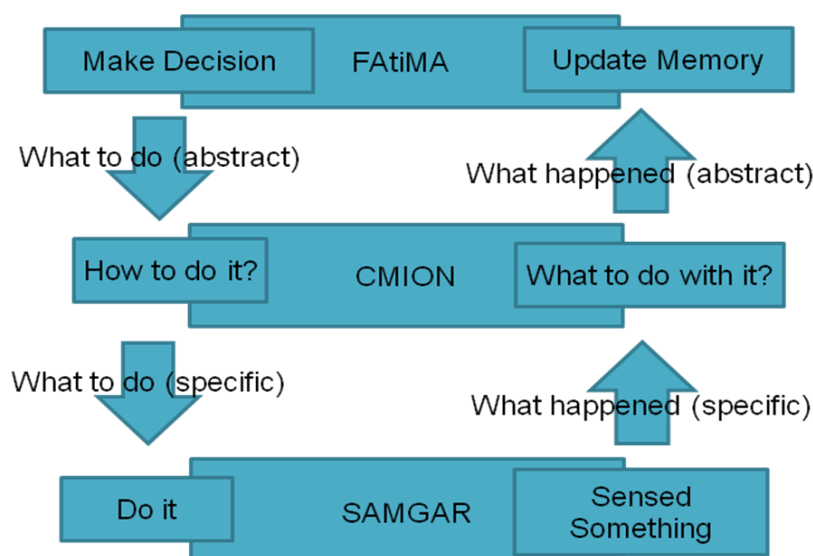 Make Decision
FAtiMA
Update Memory
What to do (abstract)
What happened (abstract)
How to do it?
CMION
What to do with it?
What to do (specific)
What happened (specific)
Do it
SAMGAR
Sensed
Something